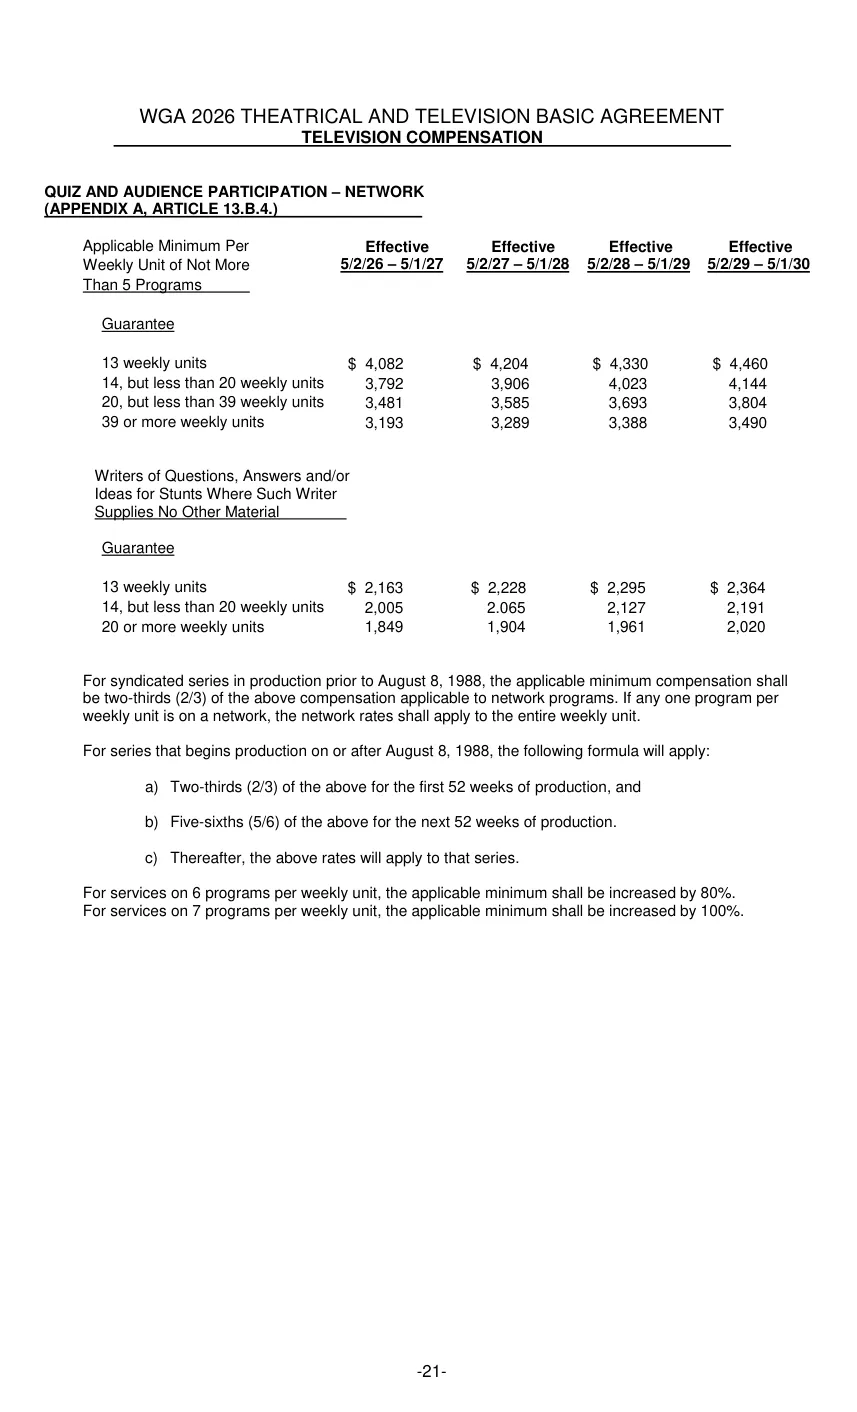 WGA 2026 THEATRICAL AND TELEVISION BASIC AGREEMENT
TELEVISION COMPENSATION
QUIZ AND AUDIENCE PARTICIPATION – NETWORK
(APPENDIX A, ARTICLE 13.B.4.)
Applicable Minimum Per Effective Effective Effective Effective
Weekly Unit of Not More 5/2/26 – 5/1/27 5/2/27 – 5/1/28 5/2/28 – 5/1/29 5/2/29 – 5/1/30
Than 5 Programs
Guarantee
13 weekly units $ 4,082 $ 4,204 $ 4,330 $ 4,460
14, but less than 20 weekly units 3,792 3,906 4,023 4,144
20, but less than 39 weekly units 3,481 3,585 3,693 3,804
39 or more weekly units 3,193 3,289 3,388 3,490
Writers of Questions, Answers and/or
Ideas for Stunts Where Such Writer
Supplies No Other Material
Guarantee
13 weekly units $ 2,163 $ 2,228 $ 2,295 $ 2,364
14, but less than 20 weekly units 2,005 2.065 2,127 2,191
20 or more weekly units 1,849 1,904 1,961 2,020
For syndicated series in production prior to August 8, 1988, the applicable minimum compensation shall
be two-thirds (2/3) of the above compensation applicable to network programs. If any one program per
weekly unit is on a network, the network rates shall apply to the entire weekly unit.
For series that begins production on or after August 8, 1988, the following formula will apply:
a) Two-thirds (2/3) of the above for the first 52 weeks of production, and
b) Five-sixths (5/6) of the above for the next 52 weeks of production.
c) Thereafter, the above rates will apply to that series.
For services on 6 programs per weekly unit, the applicable minimum shall be increased by 80%.
For services on 7 programs per weekly unit, the applicable minimum shall be increased by 100%.
-21-